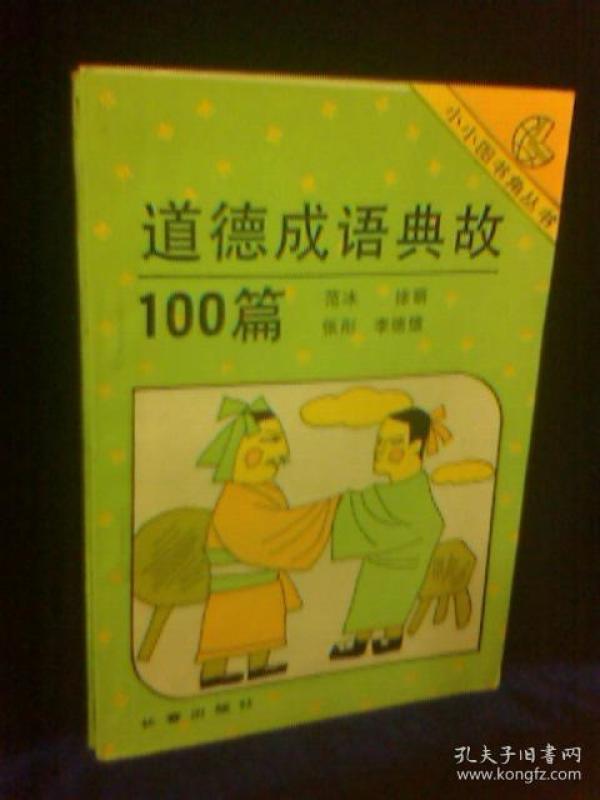 小小图书角丛书
道德成语典故
100篇
范冰 徐明
张彤 李德信
长春出版社
孔夫子旧书网
www.kongfz.com